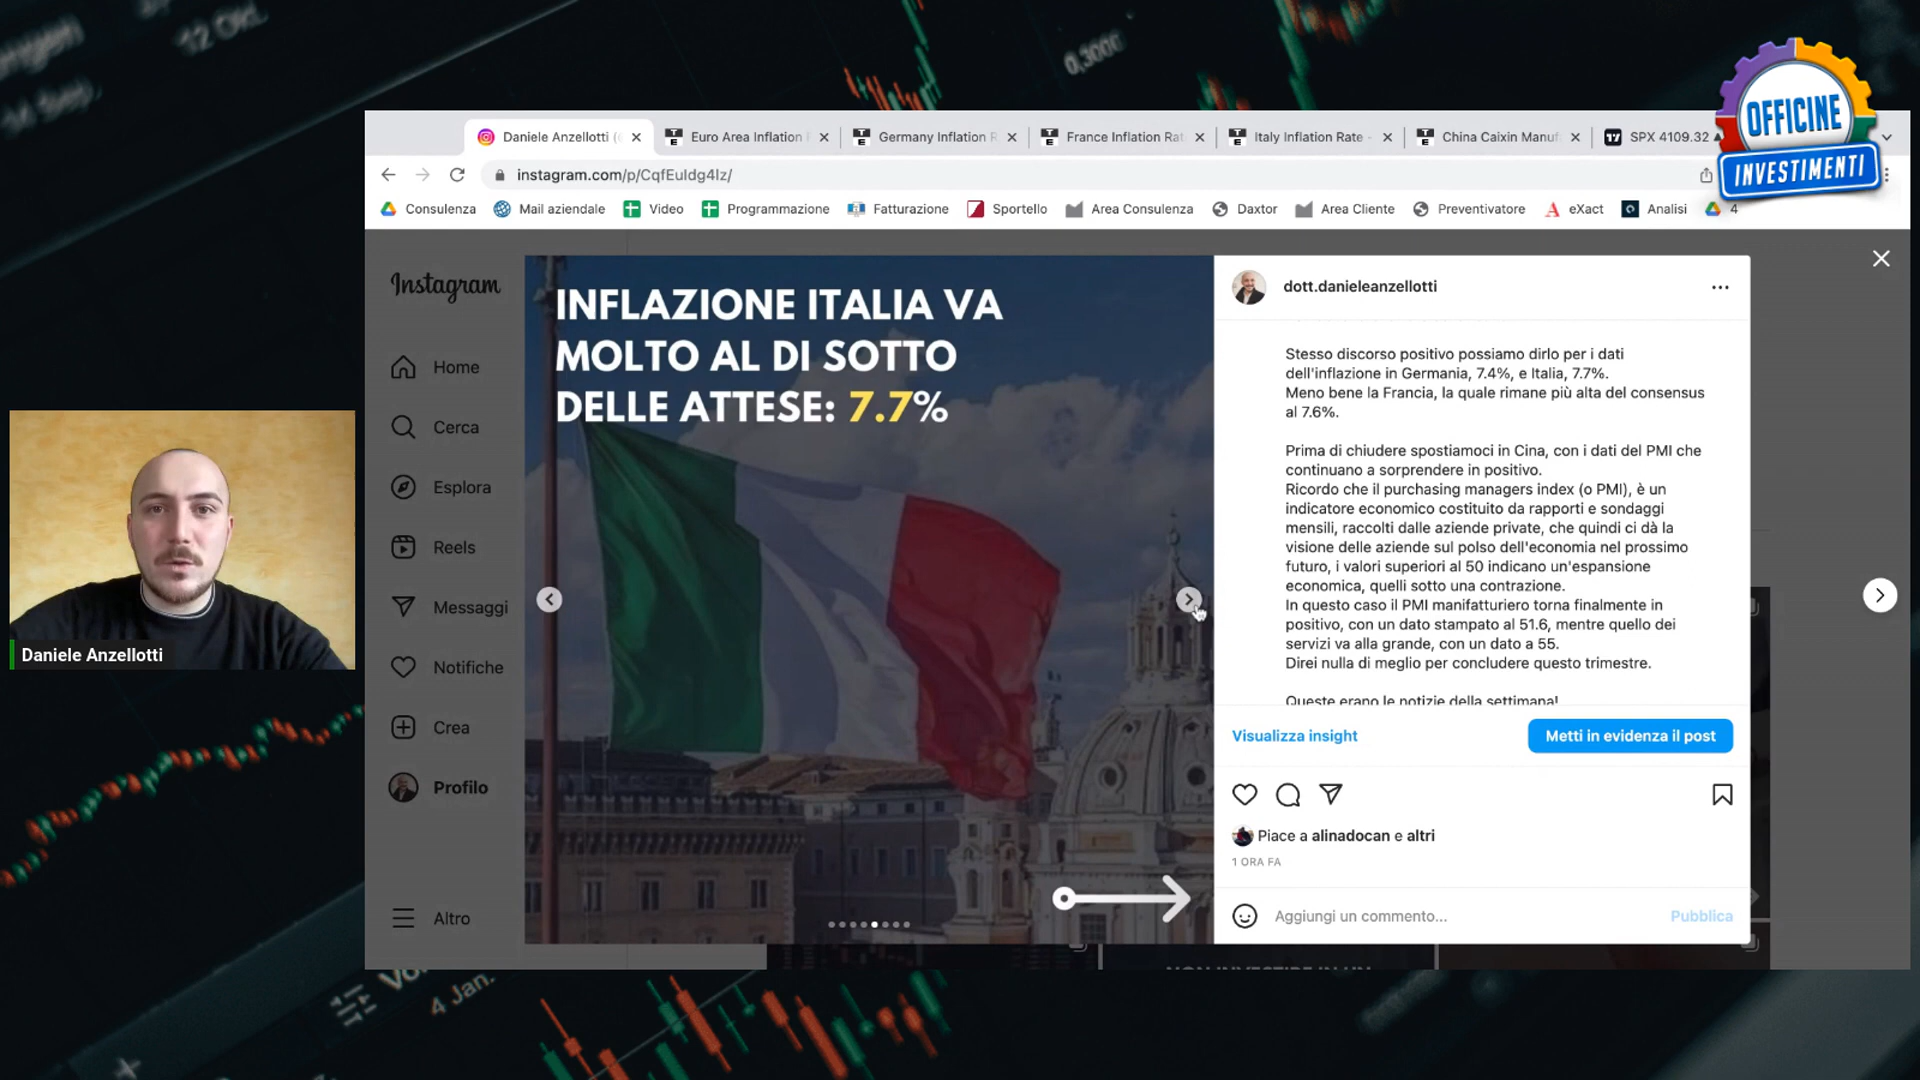 12 Okt.
0,3000
OFFICINE
INVESTIMENTI
Daniele Anzellotti (
Euro Area Inflation
Germany Inflation R
France Inflation Rat
Italy Inflation Rate -
China Caixin Manuf
SPX 4109.32
instagram.com/p/CqfEuldg4lz/
Consulenza
Mail aziendale
Video
Programmazione
Fatturazione
Sportello
Area Consulenza
Daxtor
Area Cliente
Preventivatore
eXact
Analisi
4
Instagram
Home
Cerca
Esplora
Reels
Messaggi
Notifiche
Crea
Profilo
Altro
INFLAZIONE ITALIA VA
MOLTO AL DI SOTTO
DELLE ATTESE: 7.7%
dott.danieleanzellotti
Stesso discorso positivo possiamo dirlo per i dati
dell'inflazione in Germania, 7.4%, e Italia, 7.7%.
Meno bene la Francia, la quale rimane più alta del consensus
al 7.6%.
Prima di chiudere spostiamoci in Cina, con i dati del PMI che
continuano a sorprendere in positivo.
Ricordo che il purchasing managers index (o PMI), è un
indicatore economico costituito da rapporti e sondaggi
mensili, raccolti dalle aziende private, che quindi ci dà la
visione delle aziende sul polso dell'economia nel prossimo
futuro, i valori superiori al 50 indicano un'espansione
economica, quelli sotto una contrazione.
In questo caso il PMI manifatturiero torna finalmente in
positivo, con un dato stampato al 51.6, mentre quello dei
servizi va alla grande, con un dato a 55.
Direi nulla di meglio per concludere questo trimestre.
Queste erano le notizie della settimana!
Visualizza insight
Metti in evidenza il post
Piace a alinadocan e altri
1 ORA FA
Aggiungi un commento...
Pubblica
Daniele Anzellotti
NON INVESTIRE IN UN
4 Jan.